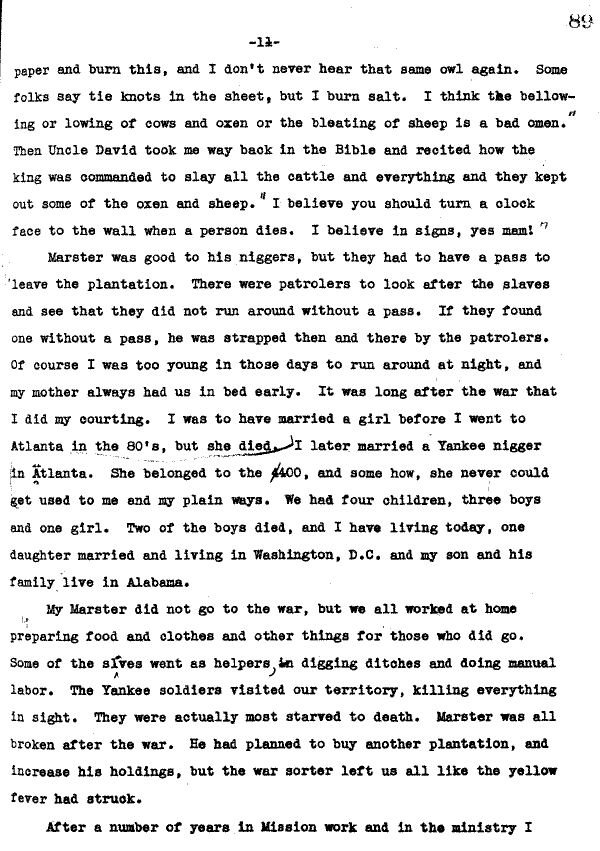 89
-11-
paper and burn this, and I don't never hear that same owl again. Some
folks say tie knots in the sheet, but I burn salt. I think the bellow-
ing or lowing of cows and oxen or the bleating of sheep is a bad omen."
Then Uncle David took me way back in the Bible and recited how the
king was commanded to slay all the cattle and everything and they kept
out some of the oxen and sheep. "I believe you should turn a clock
face to the wall when a person dies. I believe in signs, yes mam!"
Marster was good to his niggers, but they had to have a pass to
leave the plantation. There were patrolers to look after the slaves
and see that they did not run around without a pass. If they found
one without a pass, he was strapped then and there by the patrolers.
Of course I was too young in those days to run around at night, and
my mother always had us in bed early. It was long after the war that
I did my courting. I was to have married a girl before I went to
Atlanta in the 80's, but she died. I later married a Yankee nigger
in Atlanta. She belonged to the 400, and some how, she never could
get used to me and my plain ways. We had four children, three boys
and one girl. Two of the boys died, and I have living today, one
daughter married and living in Washington, D.C. and my son and his
family live in Alabama.
My Marster did not go to the war, but we all worked at home
preparing food and clothes and other things for those who did go.
Some of the slves went as helpers, in digging ditches and doing manual
labor. The Yankee soldiers visited our territory, killing everything
in sight. They were actually most starved to death. Marster was all
broken after the war. He had planned to buy another plantation, and
increase his holdings, but the war sorter left us all like the yellow
fever had struck.
After a number of years in Mission work and in the ministry I